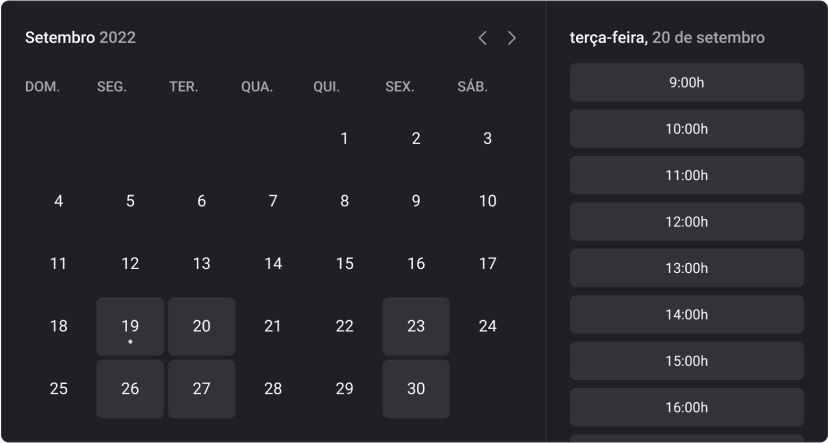 Setembro 2022
DOM. SEG. TER. QUA. QUI. SEX. SÁB.
1 2 3
4 5 6 7 8 9 10
11 12 13 14 15 16 17
18 19 20 21 22 23 24
25 26 27 28 29 30
terça-feira, 20 de setembro
9:00h
10:00h
11:00h
12:00h
13:00h
14:00h
15:00h
16:00h